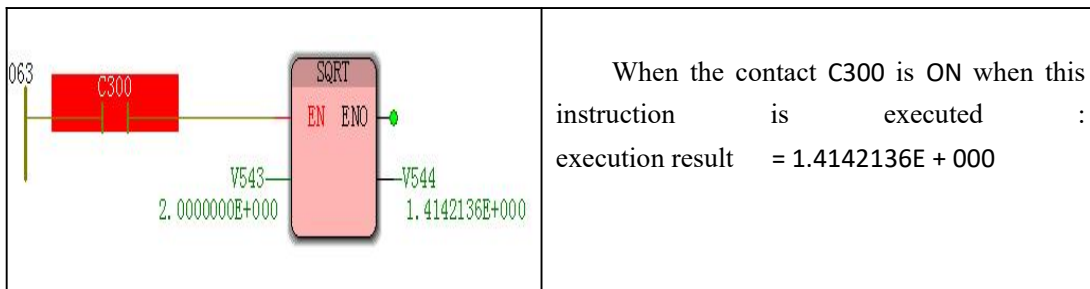 063
C300
SQRT
EN ENO
V543 V544
2.0000000E+000 1.4142136E+000
When the contact C300 is ON when this
instruction is executed :
execution result = 1.4142136E + 000